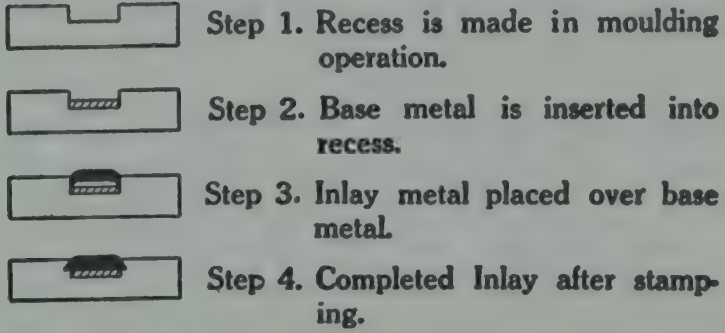 Step 1. Recess is made in moulding
operation.
Step 2. Base metal is inserted into
recess.
Step 3. Inlay metal placed over base
metal.
Step 4. Completed Inlay after stamp-
ing.